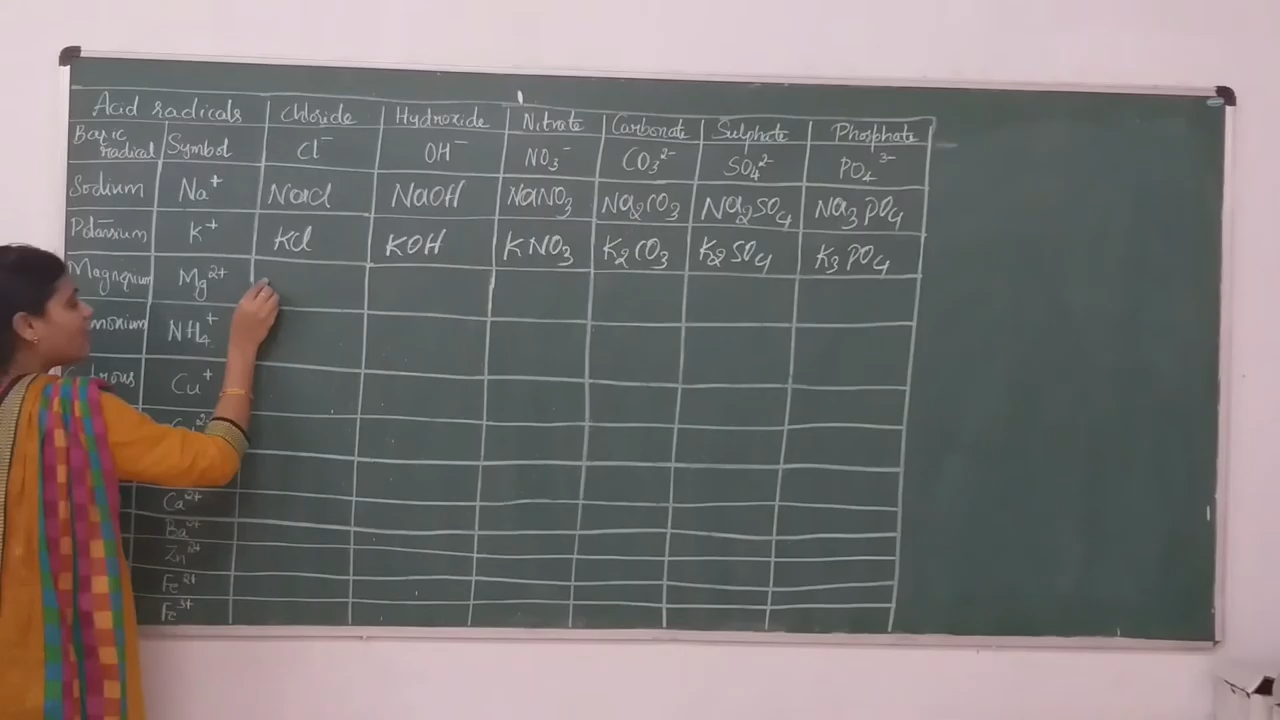 Acid radicals Chloride Hydroxide Nitrate Carbonate Sulphate Phosphate
Basic radical Symbol Cl⁻ OH⁻ NO₃⁻ CO₃²⁻ SO₄²⁻ PO₄³⁻
Sodium Na⁺ NaCl NaOH NaNO₃ Na₂CO₃ Na₂SO₄ Na₃PO₄
Potassium K⁺ KCl KOH KNO₃ K₂CO₃ K₂SO₄ K₃PO₄
Magnesium Mg²⁺
NH₄⁺
Cu⁺
Ca²⁺
Ba²⁺
Zn²⁺
Fe²⁺
Fe³⁺